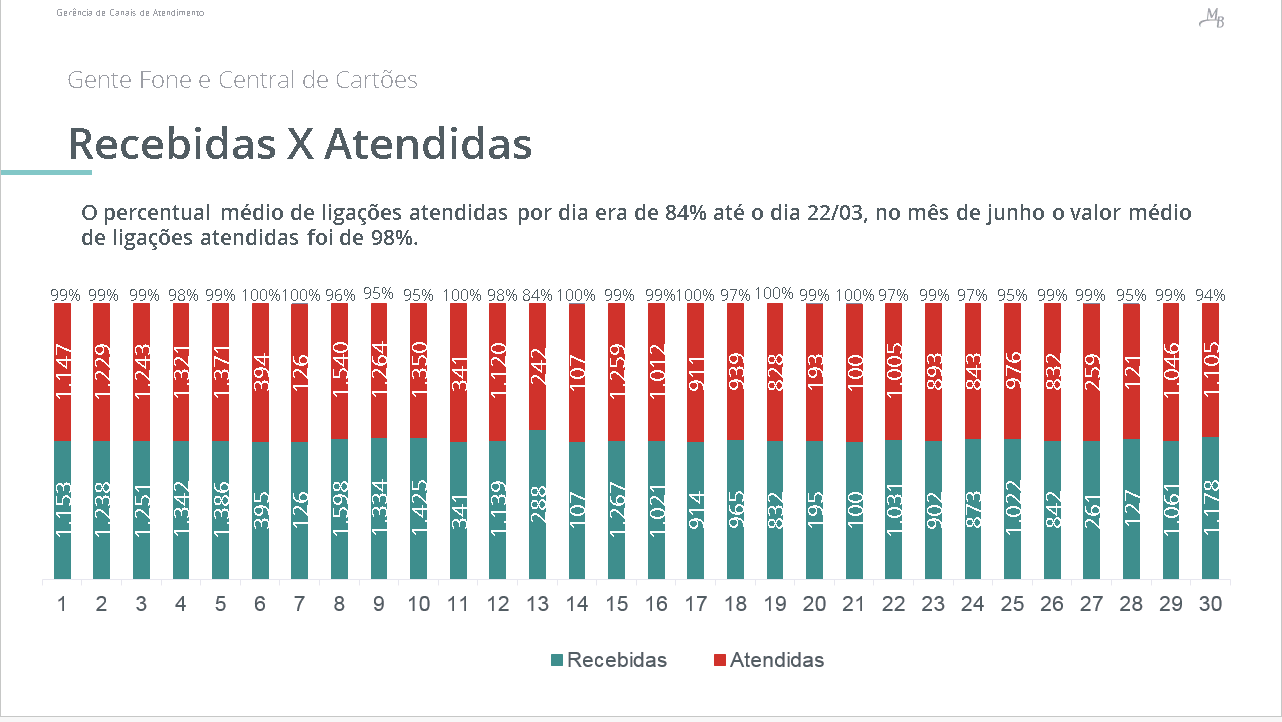 Gerência de Canais de Atendimento
MB
Gente Fone e Central de Cartões
Recebidas X Atendidas
O percentual médio de ligações atendidas por dia era de 84% até o dia 22/03, no mês de junho o valor médio
de ligações atendidas foi de 98%.
99% 99% 99% 98% 99% 100% 100% 96% 95% 95% 100% 98% 84% 100% 99% 99% 100% 97% 100% 99% 100% 97% 99% 97% 95% 99% 99% 95% 99% 94%
1.147 1.229 1.243 1.321 1.371 394 126 1.540 1.264 1.350 341 1.120 242 107 1.259 1.012 911 939 828 193 100 1.005 893 843 976 832 259 121 1.046 1.105
1.153 1.238 1.251 1.342 1.386 395 126 1.598 1.334 1.425 341 1.139 288 107 1.267 1.021 914 965 832 195 100 1.031 902 873 1.022 842 261 127 1.061 1.178
1 2 3 4 5 6 7 8 9 10 11 12 13 14 15 16 17 18 19 20 21 22 23 24 25 26 27 28 29 30
Recebidas Atendidas